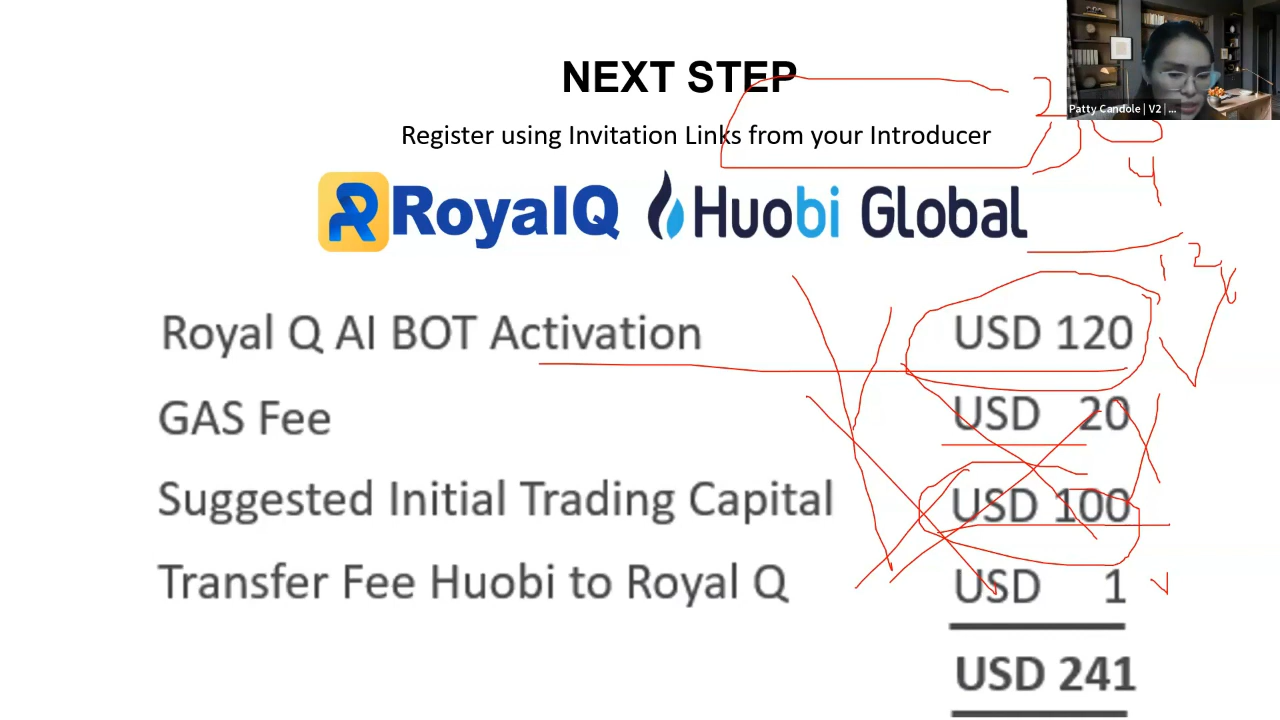 NEXT STEP
Register using Invitation Links from your Introducer
RoyalQ Huobi Global
Royal Q AI BOT Activation USD 120
GAS Fee USD 20
Suggested Initial Trading Capital USD 100
Transfer Fee Huobi to Royal Q USD 1
USD 241
Patty Candole | V2 | ...
4